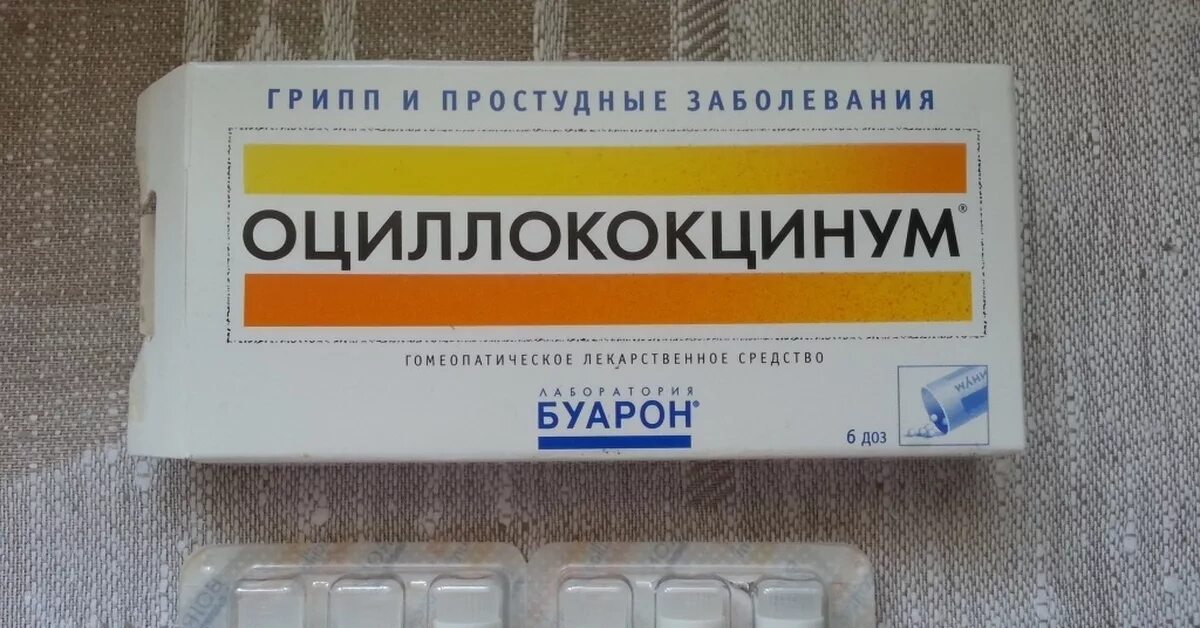 ГРИПП И ПРОСТУДНЫЕ ЗАБОЛЕВАНИЯ
ОЦИЛЛОКОКЦИНУМ®
ГОМЕОПАТИЧЕСКОЕ ЛЕКАРСТВЕННОЕ СРЕДСТВО
ЛАБОРАТОРИЯ
БУАРОН®
6 доз